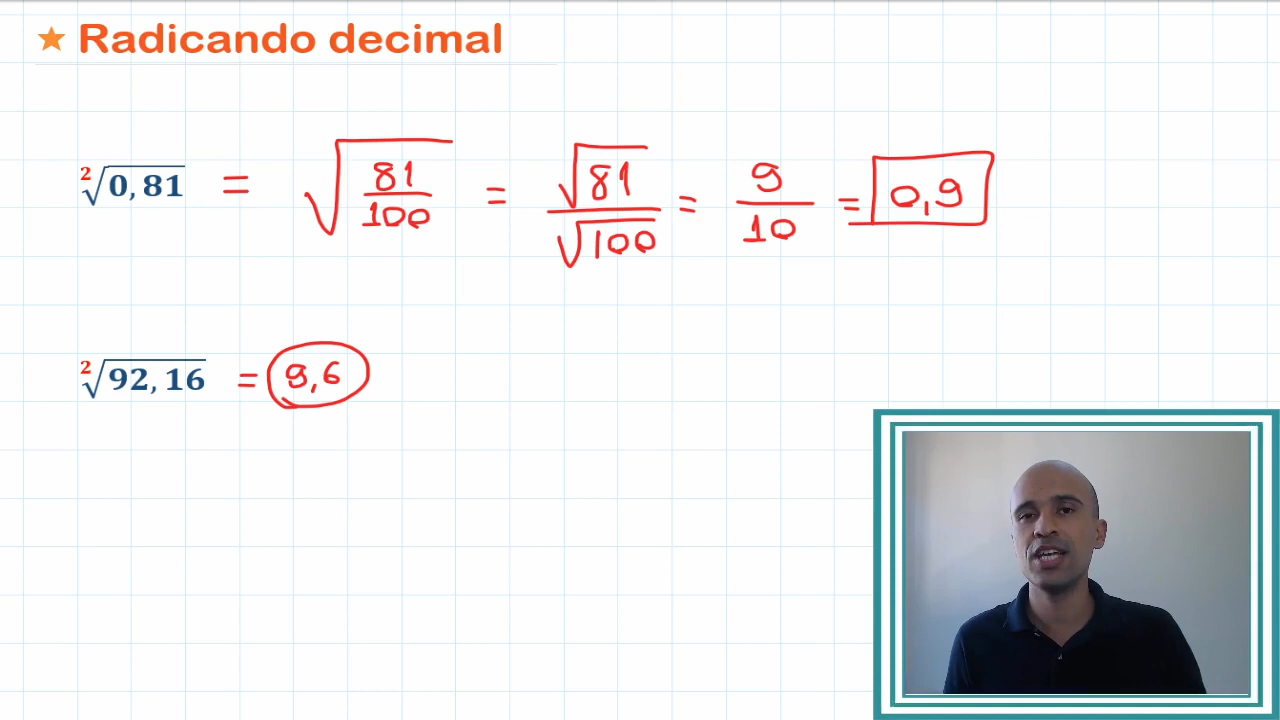 ★ Radicando decimal
²√0,81 = √(81/100) = √81/√100 = 9/10 = 0,9
²√92,16 = 9,6